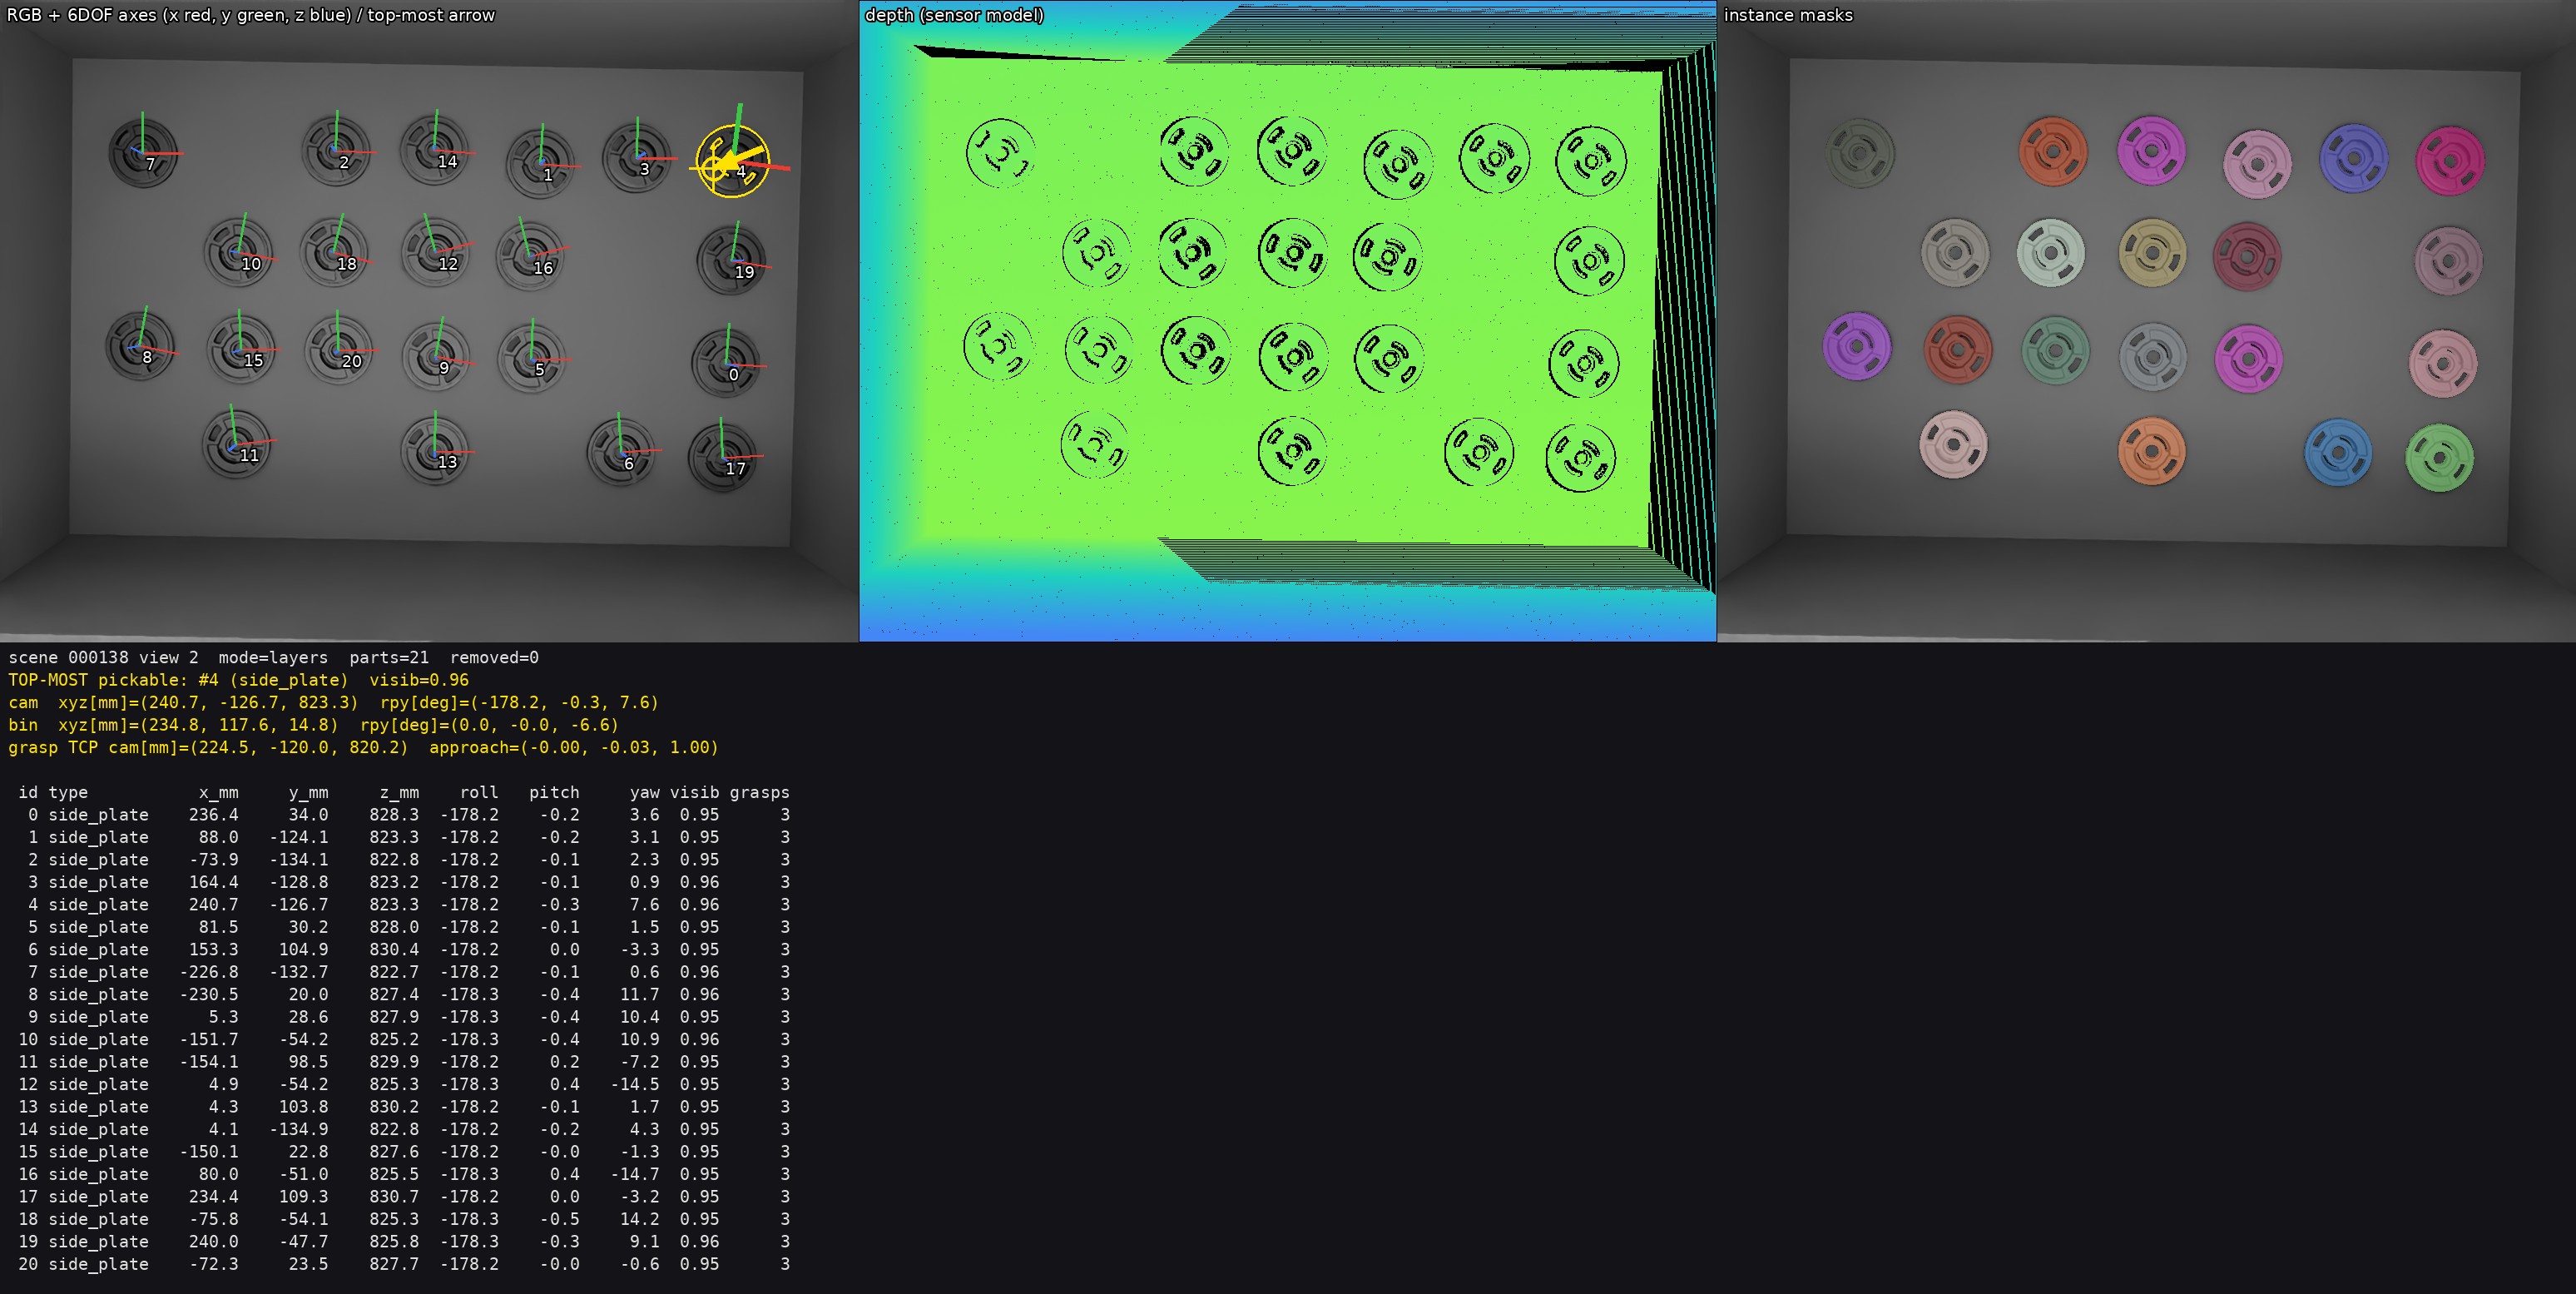 RGB + 6DOF axes (x red, y green, z blue) / top-most arrow
depth (sensor model)
instance masks
7
2
14
1
3
4
10
18
12
16
19
8
15
20
9
5
0
11
13
6
17
scene 000138 view 2  mode=layers  parts=21  removed=0
TOP-MOST pickable: #4 (side_plate)  visib=0.96
cam  xyz[mm]=(240.7, -126.7, 823.3)  rpy[deg]=(-178.2, -0.3, 7.6)
bin  xyz[mm]=(234.8, 117.6, 14.8)  rpy[deg]=(0.0, -0.0, -6.6)
grasp TCP cam[mm]=(224.5, -120.0, 820.2)  approach=(-0.00, -0.03, 1.00)
id type x_mm y_mm z_mm roll pitch yaw visib grasps
0 side_plate 236.4 34.0 828.3 -178.2 -0.2 3.6 0.95 3
1 side_plate 88.0 -124.1 823.3 -178.2 -0.2 3.1 0.95 3
2 side_plate -73.9 -134.1 822.8 -178.2 -0.1 2.3 0.95 3
3 side_plate 164.4 -128.8 823.2 -178.2 -0.1 0.9 0.96 3
4 side_plate 240.7 -126.7 823.3 -178.2 -0.3 7.6 0.96 3
5 side_plate 81.5 30.2 828.0 -178.2 -0.1 1.5 0.95 3
6 side_plate 153.3 104.9 830.4 -178.2 0.0 -3.3 0.95 3
7 side_plate -226.8 -132.7 822.7 -178.2 -0.1 0.6 0.96 3
8 side_plate -230.5 20.0 827.4 -178.3 -0.4 11.7 0.96 3
9 side_plate 5.3 28.6 827.9 -178.3 -0.4 10.4 0.95 3
10 side_plate -151.7 -54.2 825.2 -178.3 -0.4 10.9 0.96 3
11 side_plate -154.1 98.5 829.9 -178.2 0.2 -7.2 0.95 3
12 side_plate 4.9 -54.2 825.3 -178.3 0.4 -14.5 0.95 3
13 side_plate 4.3 103.8 830.2 -178.2 -0.1 1.7 0.95 3
14 side_plate 4.1 -134.9 822.8 -178.2 -0.2 4.3 0.95 3
15 side_plate -150.1 22.8 827.6 -178.2 -0.0 -1.3 0.95 3
16 side_plate 80.0 -51.0 825.5 -178.3 0.4 -14.7 0.95 3
17 side_plate 234.4 109.3 830.7 -178.2 0.0 -3.2 0.95 3
18 side_plate -75.8 -54.1 825.3 -178.3 -0.5 14.2 0.95 3
19 side_plate 240.0 -47.7 825.8 -178.3 -0.3 9.1 0.96 3
20 side_plate -72.3 23.5 827.7 -178.2 -0.0 -0.6 0.95 3